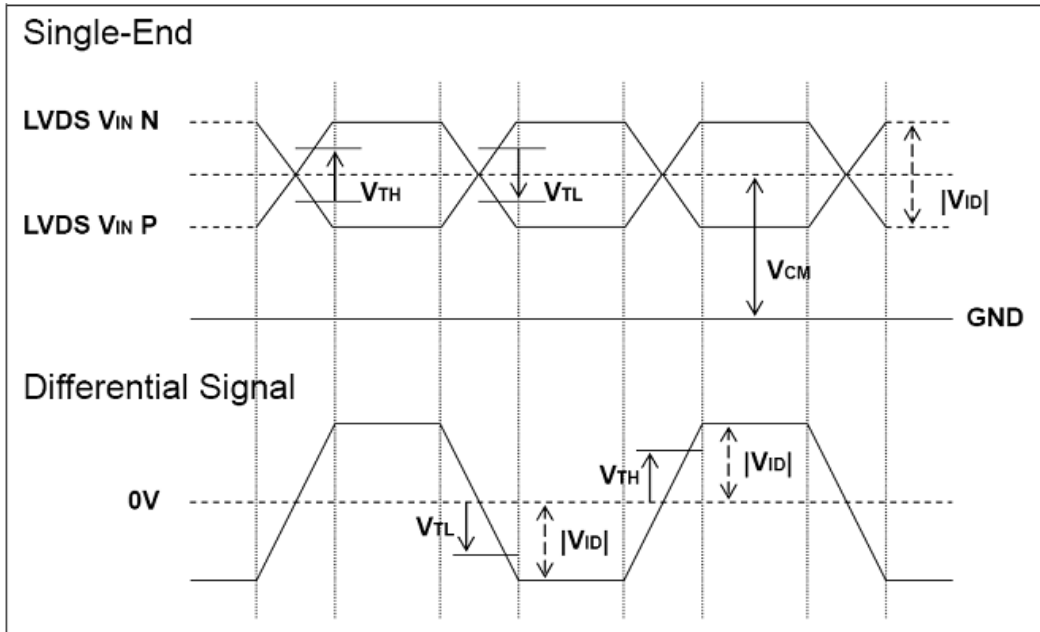 Single-End
LVDS VIN N
VTH
VTL
|VID|
LVDS VIN P
VCM
GND
Differential Signal
VTH
|VID|
0V
VTL
|VID|